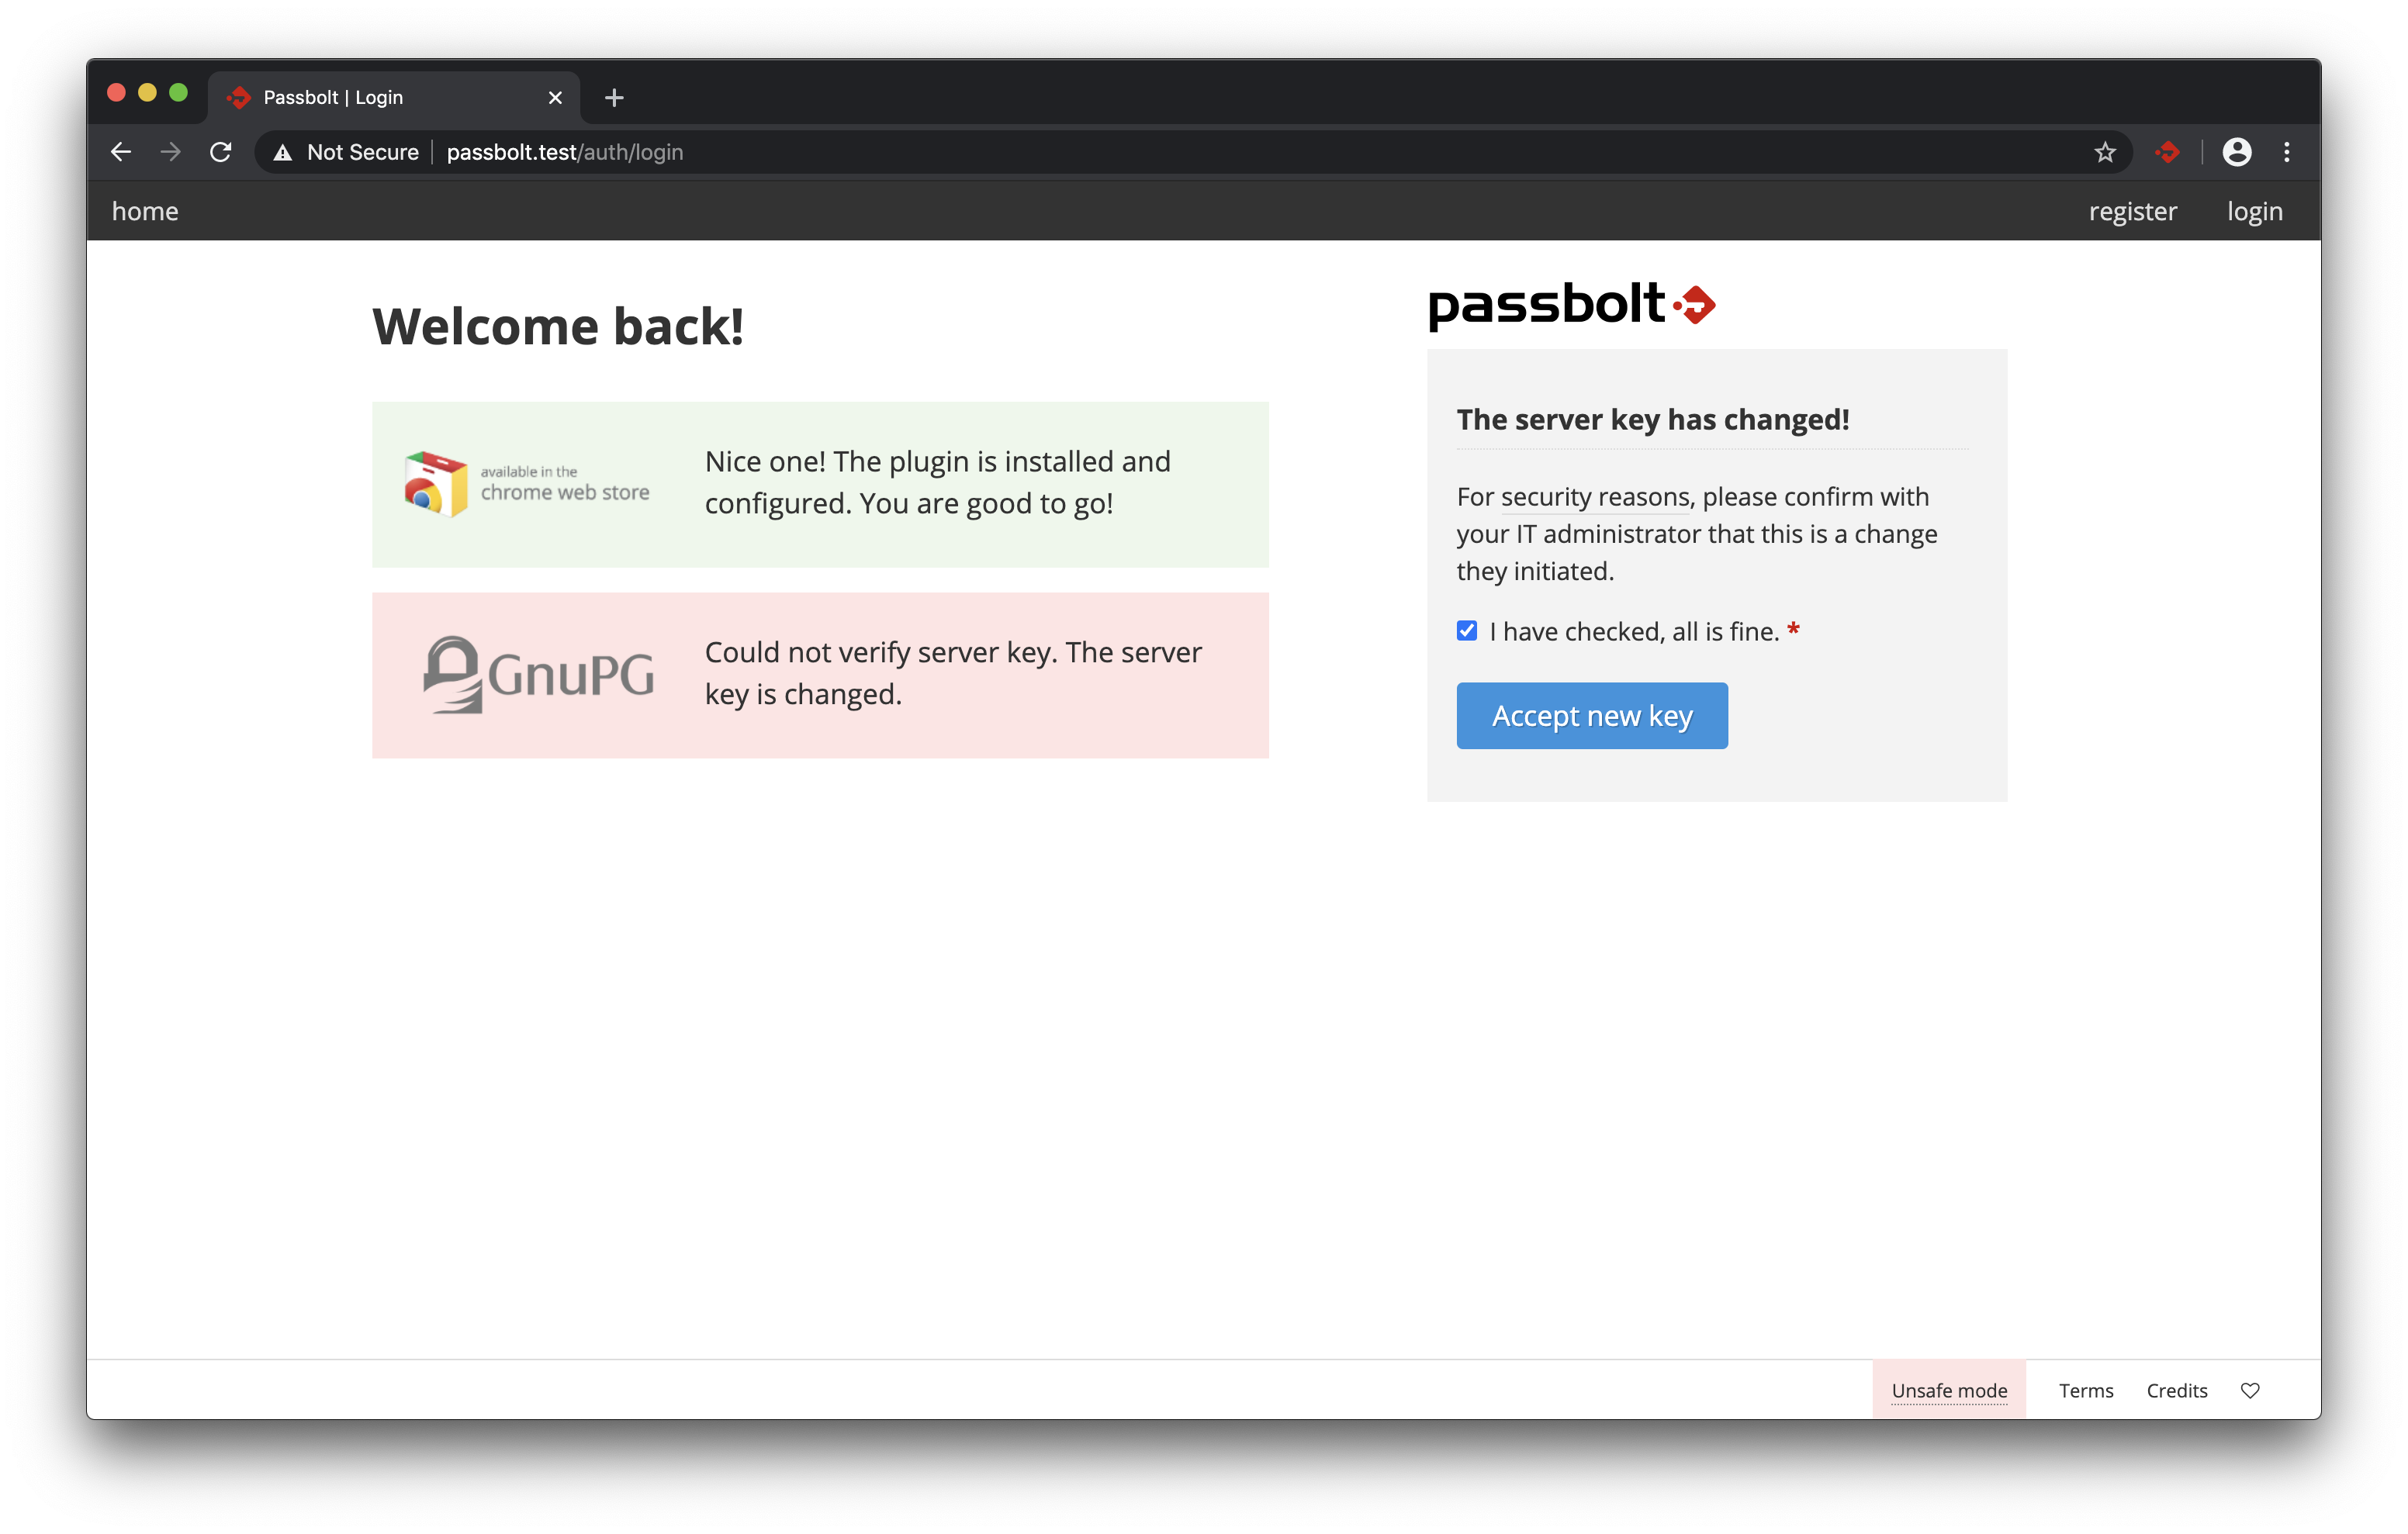 Passbolt | Login
Not Secure
passbolt.test/auth/login
home
register
login
Welcome back!
available in the
chrome web store
Nice one! The plugin is installed and
configured. You are good to go!
GnuPG
Could not verify server key. The server
key is changed.
passbolt
The server key has changed!
For security reasons, please confirm with
your IT administrator that this is a change
they initiated.
I have checked, all is fine. *
Accept new key
Unsafe mode
Terms
Credits